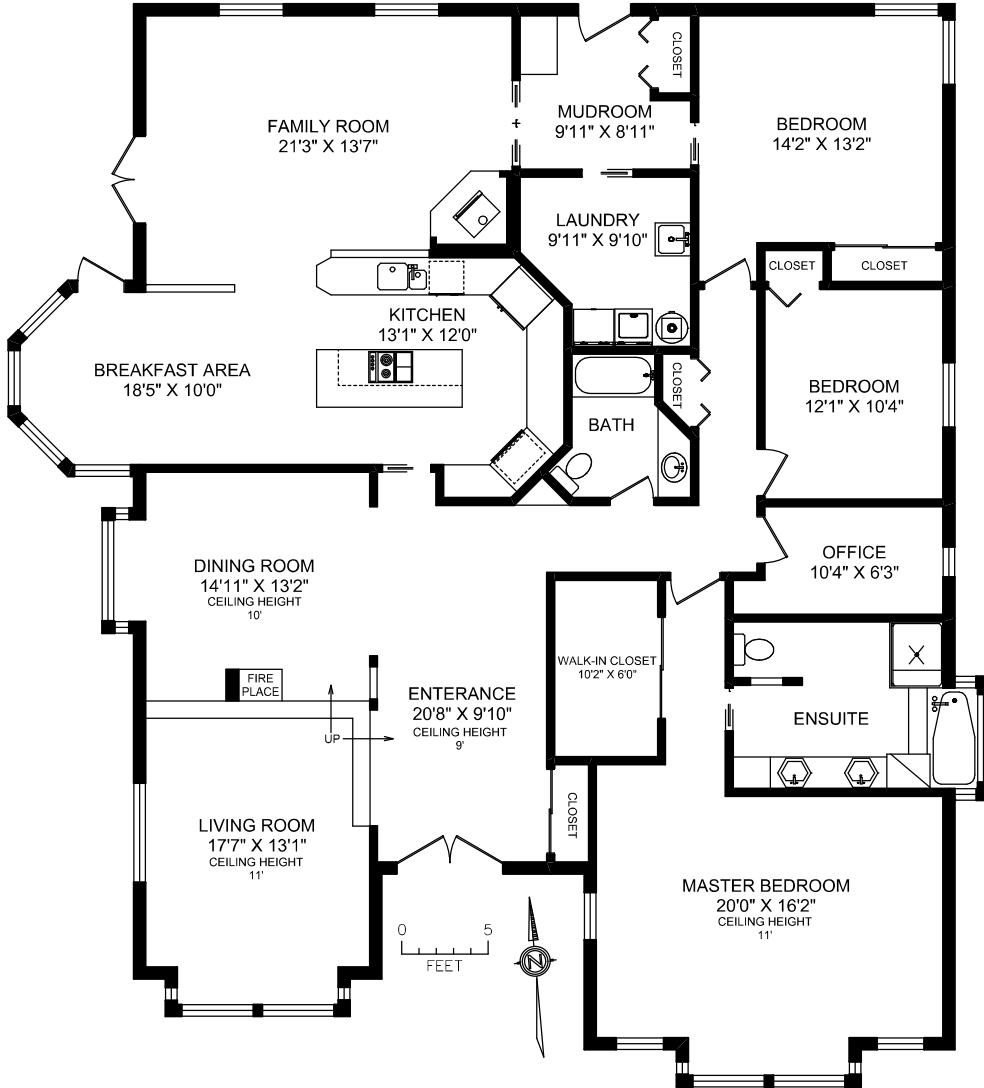 CLOSET
MUDROOM
9'11" X 8'11"
FAMILY ROOM
21'3" X 13'7"
BEDROOM
14'2" X 13'2"
LAUNDRY
9'11" X 9'10"
CLOSET
CLOSET
KITCHEN
13'1" X 12'0"
BREAKFAST AREA
18'5" X 10'0"
CLOSET
BEDROOM
12'1" X 10'4"
BATH
DINING ROOM
14'11" X 13'2"
CEILING HEIGHT
10'
OFFICE
10'4" X 6'3"
WALK-IN CLOSET
10'2" X 6'0"
FIRE
PLACE
ENTERANCE
20'8" X 9'10"
CEILING HEIGHT
9'
UP
ENSUITE
CLOSET
LIVING ROOM
17'7" X 13'1"
CEILING HEIGHT
11'
MASTER BEDROOM
20'0" X 16'2"
CEILING HEIGHT
11'
0 5
FEET
N